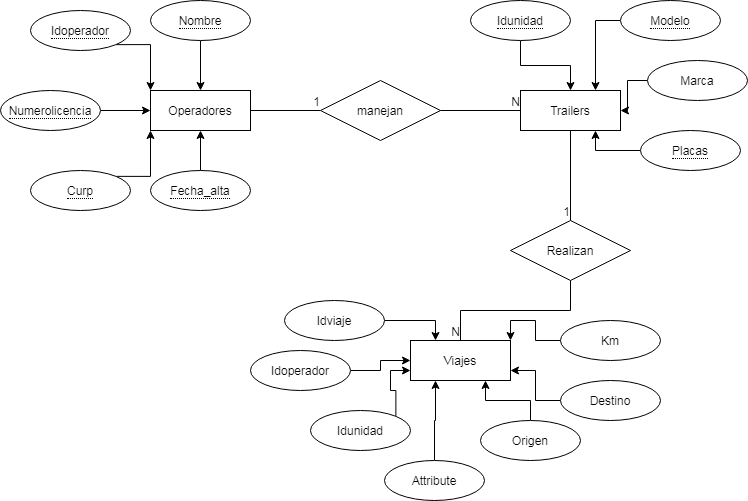 Nombre
Idunidad
Modelo
Idoperador
Marca
Numerolicencia
Operadores
1
manejan
N
Trailers
Placas
Curp
Fecha_alta
1
Realizan
Idviaje
N
Km
Idoperador
Viajes
Destino
Idunidad
Origen
Attribute